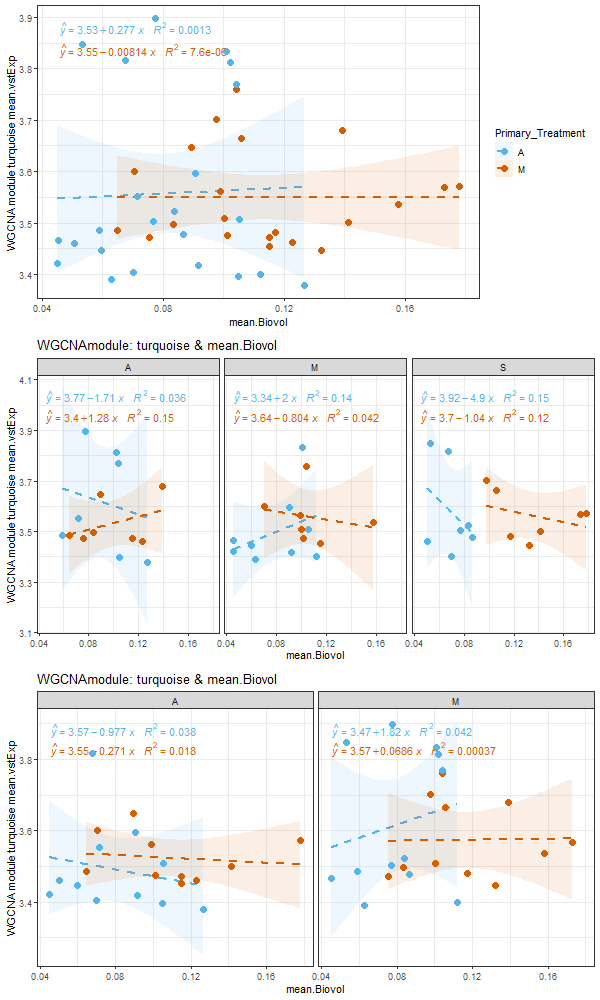 3.9
3.8
3.7
3.6
3.5
3.4
WGCNA module turquoise mean.vstExp
ŷ = 3.53 + 0.277 x R² = 0.0013
ŷ = 3.55 − 0.00814 x R² = 7.6e-06
0.04 0.08 0.12 0.16
mean.Biovol
Primary_Treatment
A
M
WGCNAmodule: turquoise & mean.Biovol
A M S
4.1
3.9
3.7
3.5
3.3
3.1
WGCNA module turquoise mean.vstExp
ŷ = 3.77 − 1.71 x R² = 0.036
ŷ = 3.4 + 1.28 x R² = 0.15
ŷ = 3.34 + 2 x R² = 0.14
ŷ = 3.64 − 0.804 x R² = 0.042
ŷ = 3.92 − 4.9 x R² = 0.15
ŷ = 3.7 − 1.04 x R² = 0.12
0.04 0.08 0.12 0.16 0.04 0.08 0.12 0.16 0.04 0.08 0.12 0.16
mean.Biovol
WGCNAmodule: turquoise & mean.Biovol
A M
3.8
3.6
3.4
WGCNA module turquoise mean.vstExp
ŷ = 3.57 − 0.977 x R² = 0.038
ŷ = 3.55 − 0.271 x R² = 0.018
ŷ = 3.47 + 1.82 x R² = 0.042
ŷ = 3.57 + 0.0686 x R² = 0.00037
0.04 0.08 0.12 0.16 0.04 0.08 0.12 0.16
mean.Biovol